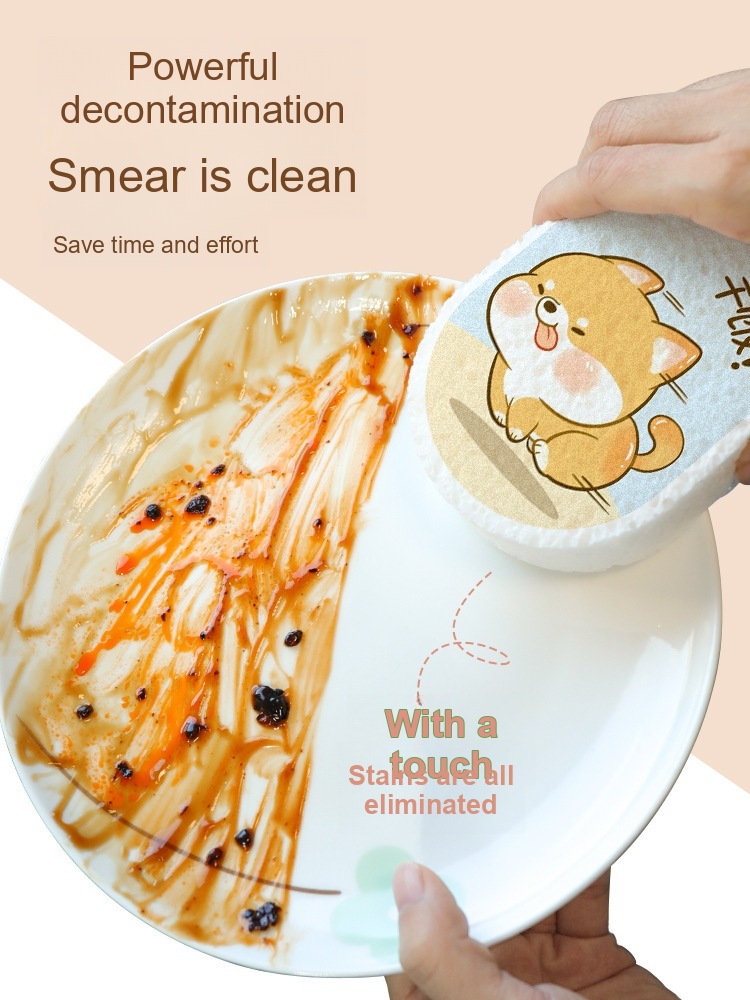 Powerful
decontamination
Smear is clean
Save time and effort
干饭!
With a
touch
Stains are all
eliminated